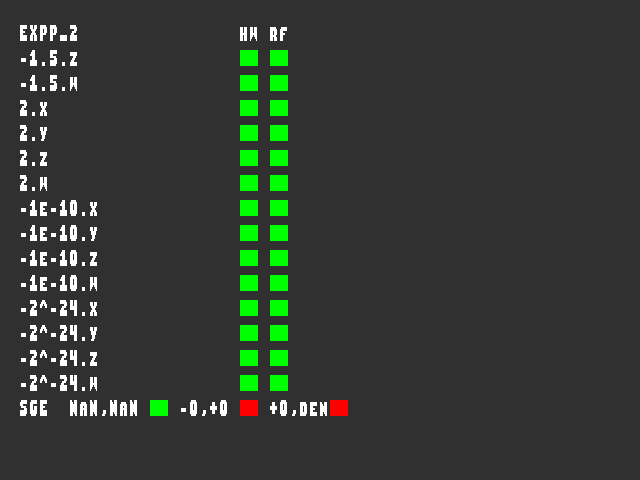 EXPP_2 HW RF
-1.5.Z
-1.5.W
2.X
2.Y
2.Z
2.W
-1E-10.X
-1E-10.Y
-1E-10.Z
-1E-10.W
-2^-24.X
-2^-24.Y
-2^-24.Z
-2^-24.W
SGE NAN,NAN -0,+0 +0,DEN